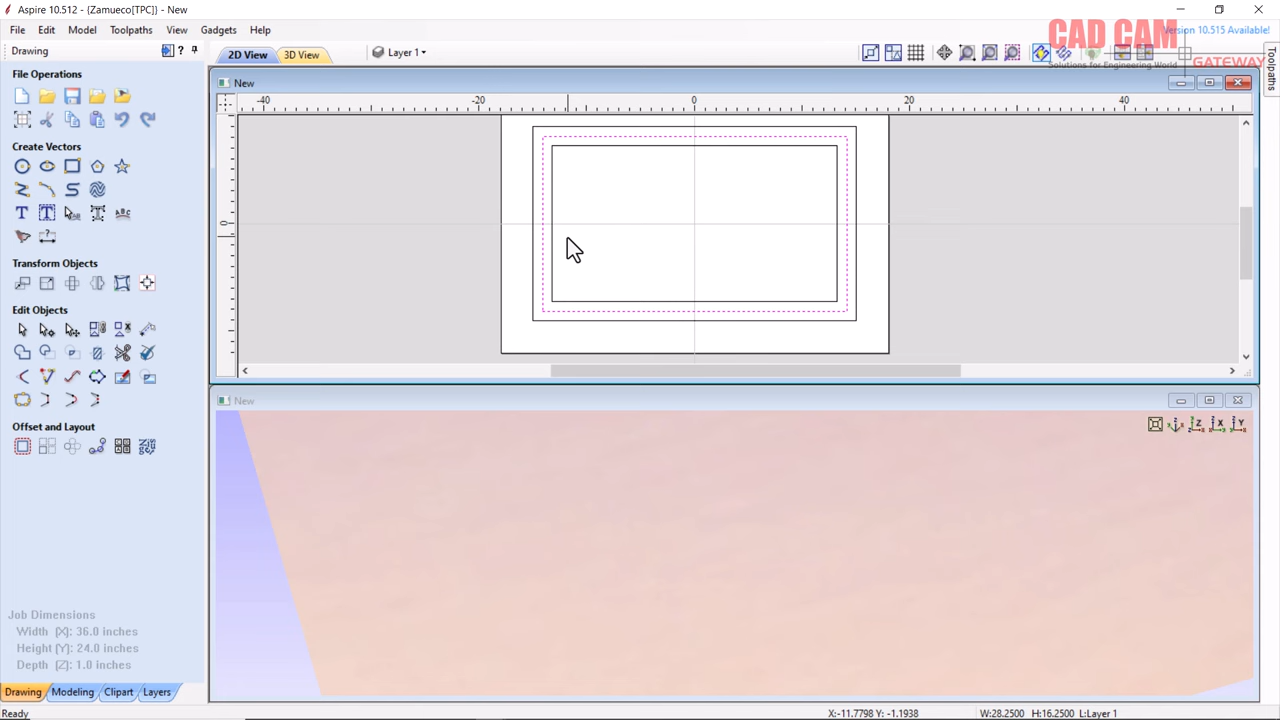 Aspire 10.512 - {Zamueco[TPC]} - New
File Edit Model Toolpaths View Gadgets Help
CAD CAM
Version 10.515 Available!
Solutions for Engineering World
GATEWAY
Drawing
2D View
3D View
Layer 1
Toolpaths
File Operations
New
-40 -20 0 20 40
0
Create Vectors
Transform Objects
Edit Objects
Offset and Layout
New
Z X Y
Job Dimensions
Width (X): 36.0 inches
Height (Y): 24.0 inches
Depth (Z): 1.0 inches
Drawing Modeling Clipart Layers
Ready
X:-11.7798 Y: -1.1938
W:28.2500 H:16.2500 L:Layer 1